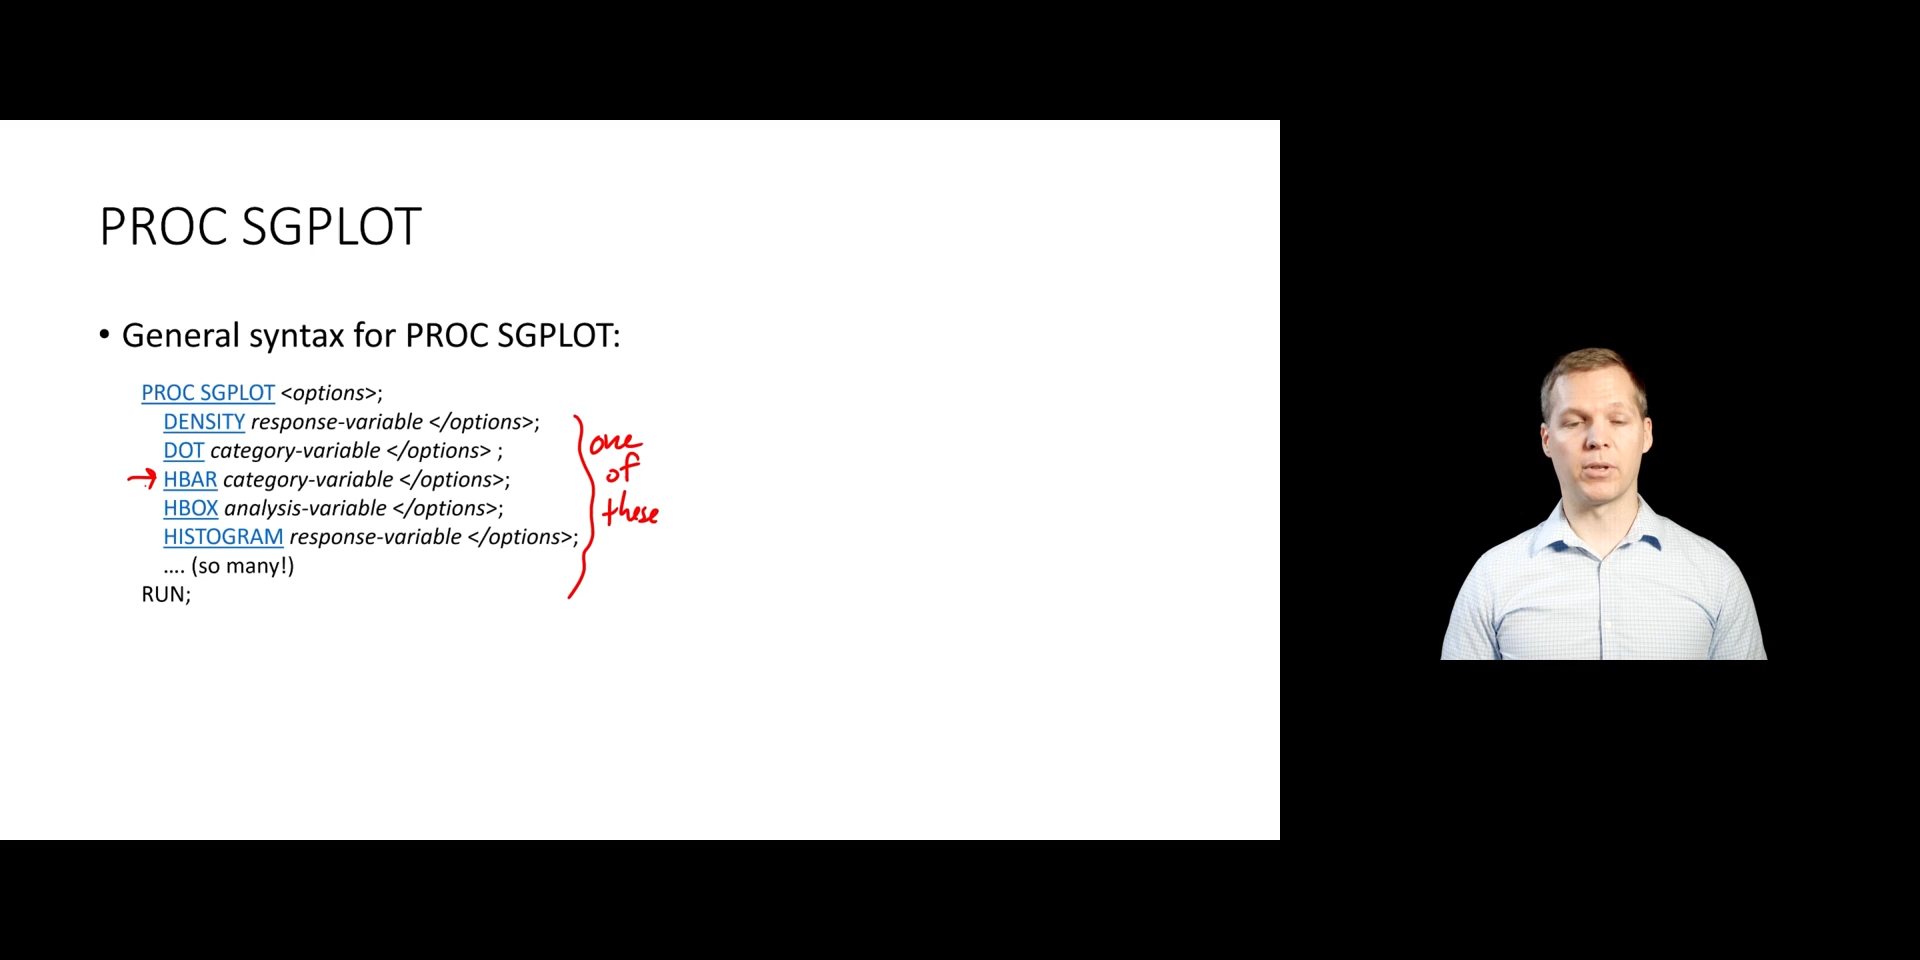 PROC SGPLOT
• General syntax for PROC SGPLOT:
PROC SGPLOT <options>;
DENSITY response-variable </options>;
DOT category-variable </options> ;
HBAR category-variable </options>;
HBOX analysis-variable </options>;
HISTOGRAM response-variable </options>;
.... (so many!)
RUN;
one
of
these